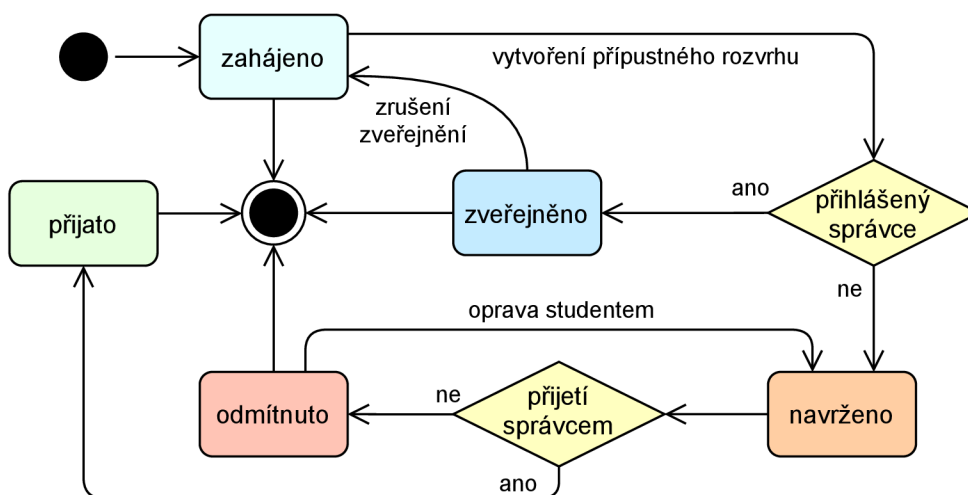 zahájeno
vytvoření přípustného rozvrhu
zrušení
zveřejnění
přijato
zveřejněno
ano
přihlášený
správce
ne
oprava studentem
odmítnuto
ne
přijetí
správcem
navrženo
ano